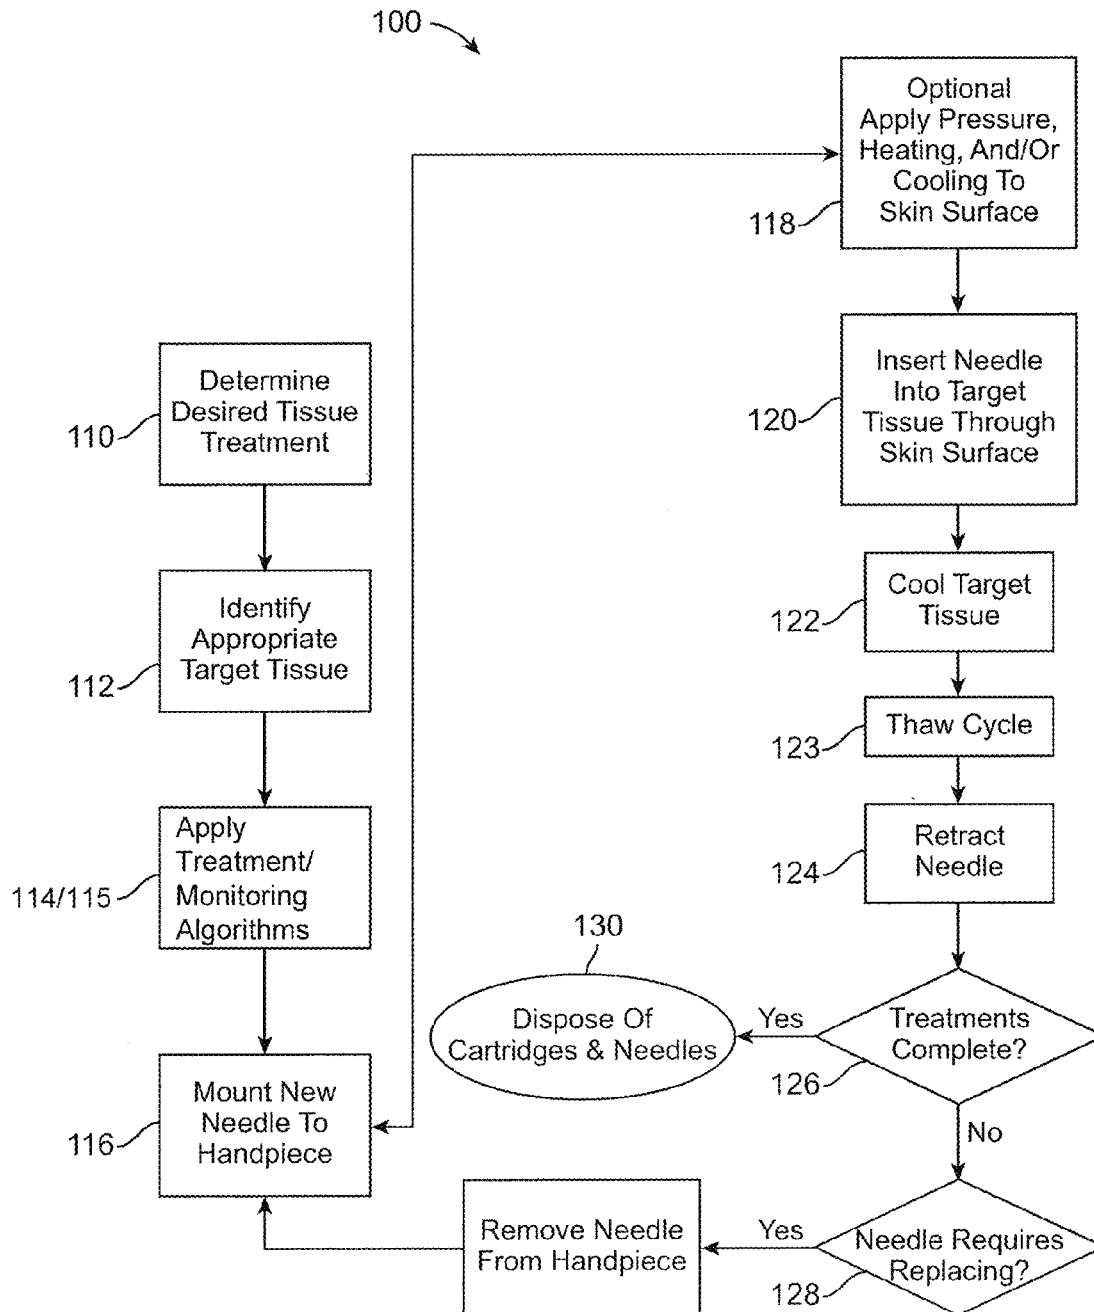 100
Optional
Apply Pressure,
Heating, And/Or
Cooling To
Skin Surface
118
Determine
Desired Tissue
Treatment
110
Insert Needle
Into Target
Tissue Through
Skin Surface
120
Identify
Appropriate
Target Tissue
112
Cool Target
Tissue
122
Thaw Cycle
123
Apply
Treatment/
Monitoring
Algorithms
114/115
Retract
Needle
124
130
Dispose Of
Cartridges & Needles
Yes
Treatments
Complete?
126
No
Mount New
Needle To
Handpiece
116
Remove Needle
From Handpiece
Yes
Needle Requires
Replacing?
128